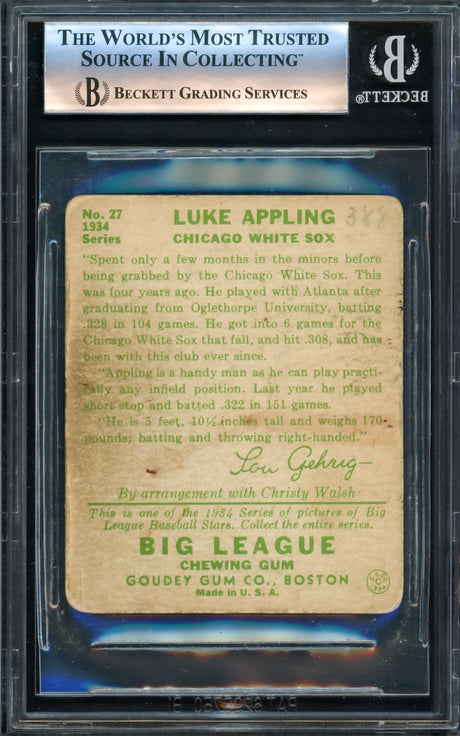 THE WORLD'S MOST TRUSTED
SOURCE IN COLLECTING™
B BECKETT GRADING SERVICES
B
BECKETT®
No. 27
1934
Series
LUKE APPLING
388
CHICAGO WHITE SOX
"Spent only a few months in the minors before
being grabbed by the Chicago White Sox. This
was four years ago. He played with Atlanta after
graduating from Oglethorpe University, batting
.328 in 104 games. He got into 6 games for the
Chicago White Sox that fall, and hit .308, and has
been with this club ever since.
"Appling is a handy man as he can play practi-
cally any infield position. Last year he played
short stop and batted .322 in 151 games.
"He is 5 feet, 10½ inches tall and weighs 170
pounds; batting and throwing right-handed."
Lou Gehrig
By arrangement with Christy Walsh
This is one of the 1934 Series of pictures of Big
League Baseball Stars. Collect the entire series.
BIG LEAGUE
CHEWING GUM
GOUDEY GUM CO., BOSTON
Made in U. S. A.